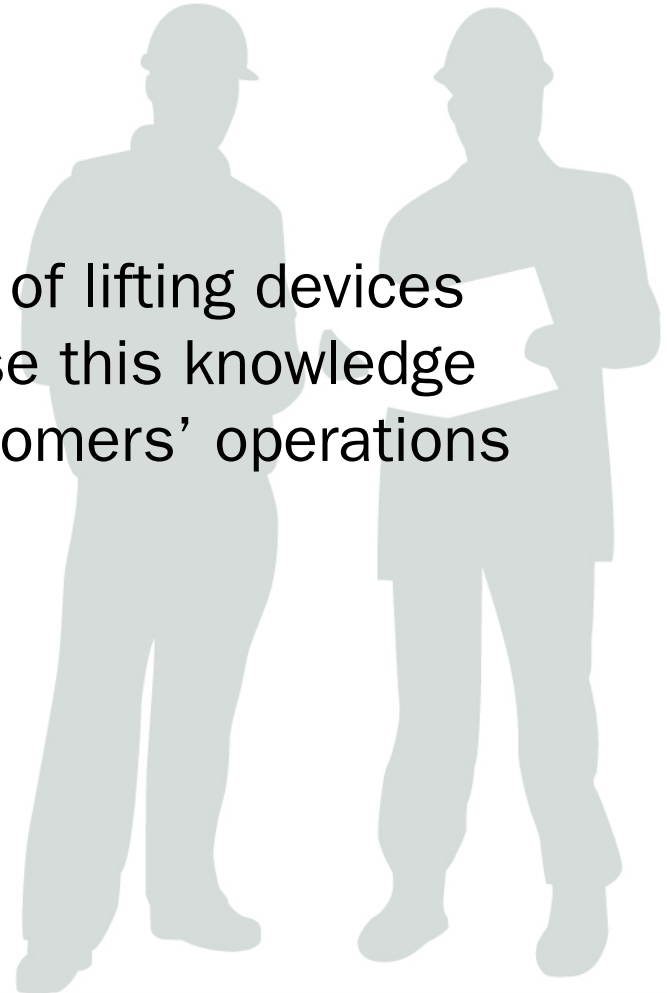 of lifting devices
se this knowledge
omers’ operations